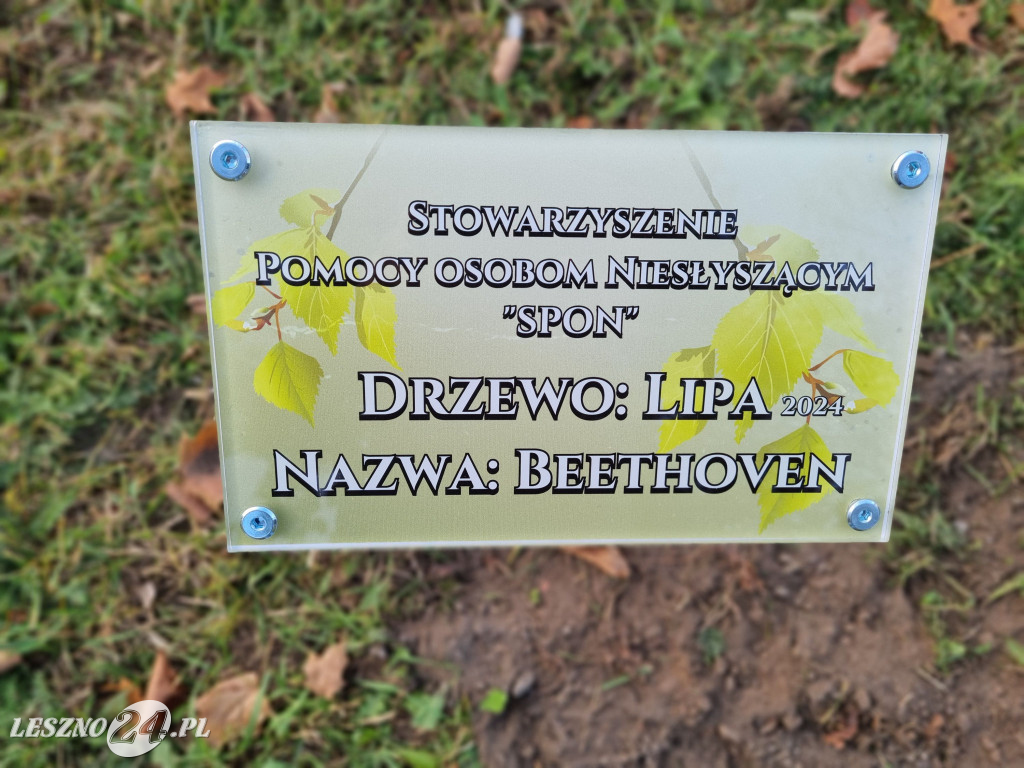 Stowarzyszenie
Pomocy osobom Niesłyszącym
"SPON"
Drzewo: Lipa 2024
Nazwa: Beethoven
LESZNO24.PL